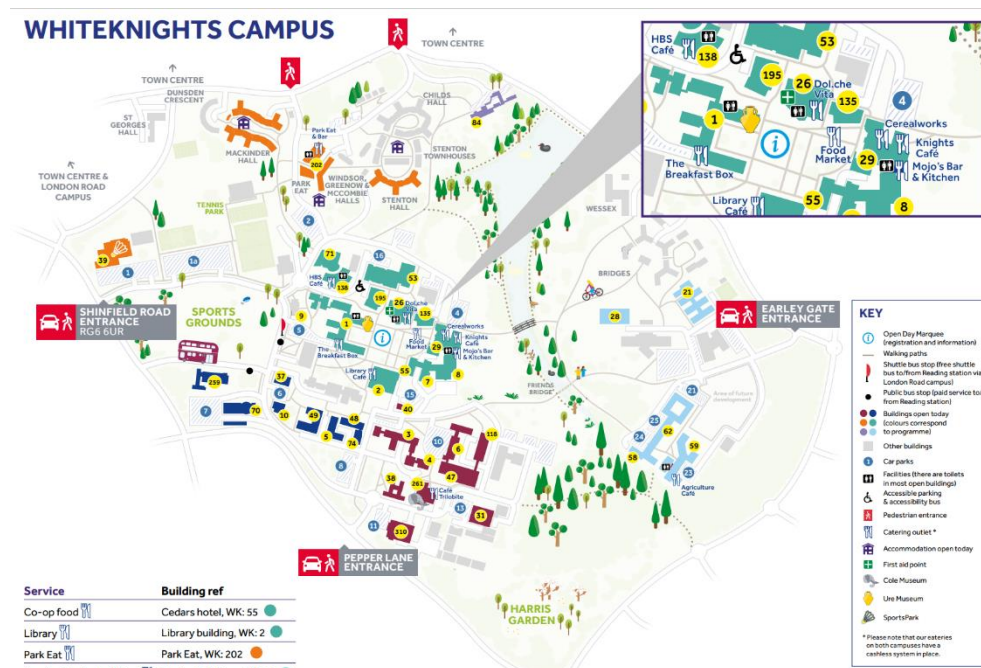 WHITEKNIGHTS CAMPUS
TOWN CENTRE
TOWN CENTRE
DUNSDEN
CRESCENT
ST
GEORGES
HALL
MACKINDER
HALL
TOWN CENTRE &
LONDON ROAD
CAMPUS
Park Eat
& Bar
202
PARK
EAT
WINDSOR,
GREENOW &
MCCOMBIE
HALLS
CHILDS
HALL
84
STENTON
TOWNHOUSES
STENTON
HALL
TENNIS
PARK
39
1
1a
2
SHINFIELD ROAD
ENTRANCE
RG6 6UR
SPORTS
GROUNDS
WESSEX
BRIDGES
21
28
EARLEY GATE
ENTRANCE
71
16
HBS
Café
138
53
195
26
Dolche
Vita
135
4
9
5
1
i
Cerealworks
Knights
Café
Mojo's Bar
& Kitchen
The
Breakfast Box
Food
Market
29
Library
Café
55
7
8
2
15
40
239
37
6
7
70
10
49
48
5
74
8
3
10
6
118
4
47
38
261
Café
Trilobite
13
31
11
310
PEPPER LANE
ENTRANCE
FRIENDS
BRIDGE
21
Area of future
development
25
24
62
59
58
23
Agriculture
Café
HARRIS
GARDEN
HBS
Café
138
53
195
26
Dolche
Vita
135
4
1
i
Cerealworks
Knights
Café
Mojo's Bar
& Kitchen
Food
Market
29
The
Breakfast Box
Library
Café
55
8
KEY
Open Day Marquee
(registration and information)
Walking paths
Shuttle bus stop (free shuttle
bus to/from Reading station via
London Road campus)
Public bus stop (paid service to/
from Reading station)
Buildings open today
(colours correspond
to programme)
Other buildings
Car parks
Facilities (there are toilets
in most open buildings)
Accessible parking
& accessibility bus
Pedestrian entrance
Catering outlet *
Accommodation open today
First aid point
Cole Museum
Ure Museum
SportsPark
* Please note that our eateries
on both campuses have a
cashless system in place.
Service Building ref
Co-op food Cedars hotel, WK: 55
Library Library building, WK: 2
Park Eat Park Eat, WK: 202